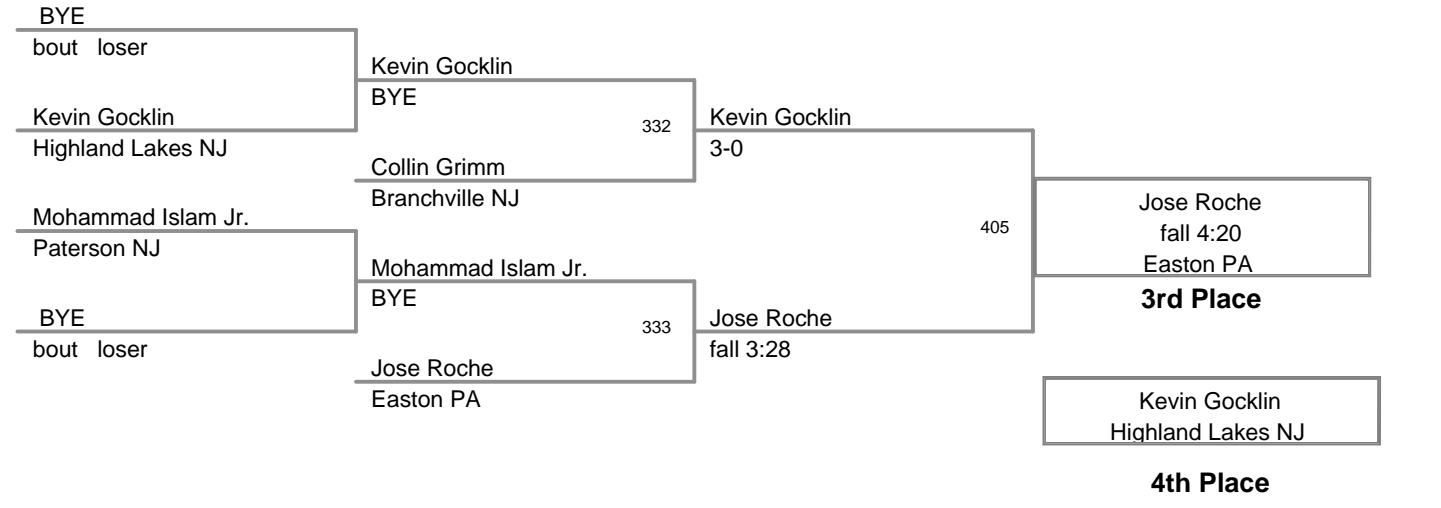 BYE
bout loser
Kevin Gocklin
BYE
Kevin Gocklin
Highland Lakes NJ
332
Kevin Gocklin
3-0
Collin Grimm
Branchville NJ
Mohammad Islam Jr.
Paterson NJ
405
Jose Roche
fall 4:20
Easton PA
3rd Place
Mohammad Islam Jr.
BYE
BYE
bout loser
333
Jose Roche
fall 3:28
Jose Roche
Easton PA
Kevin Gocklin
Highland Lakes NJ
4th Place